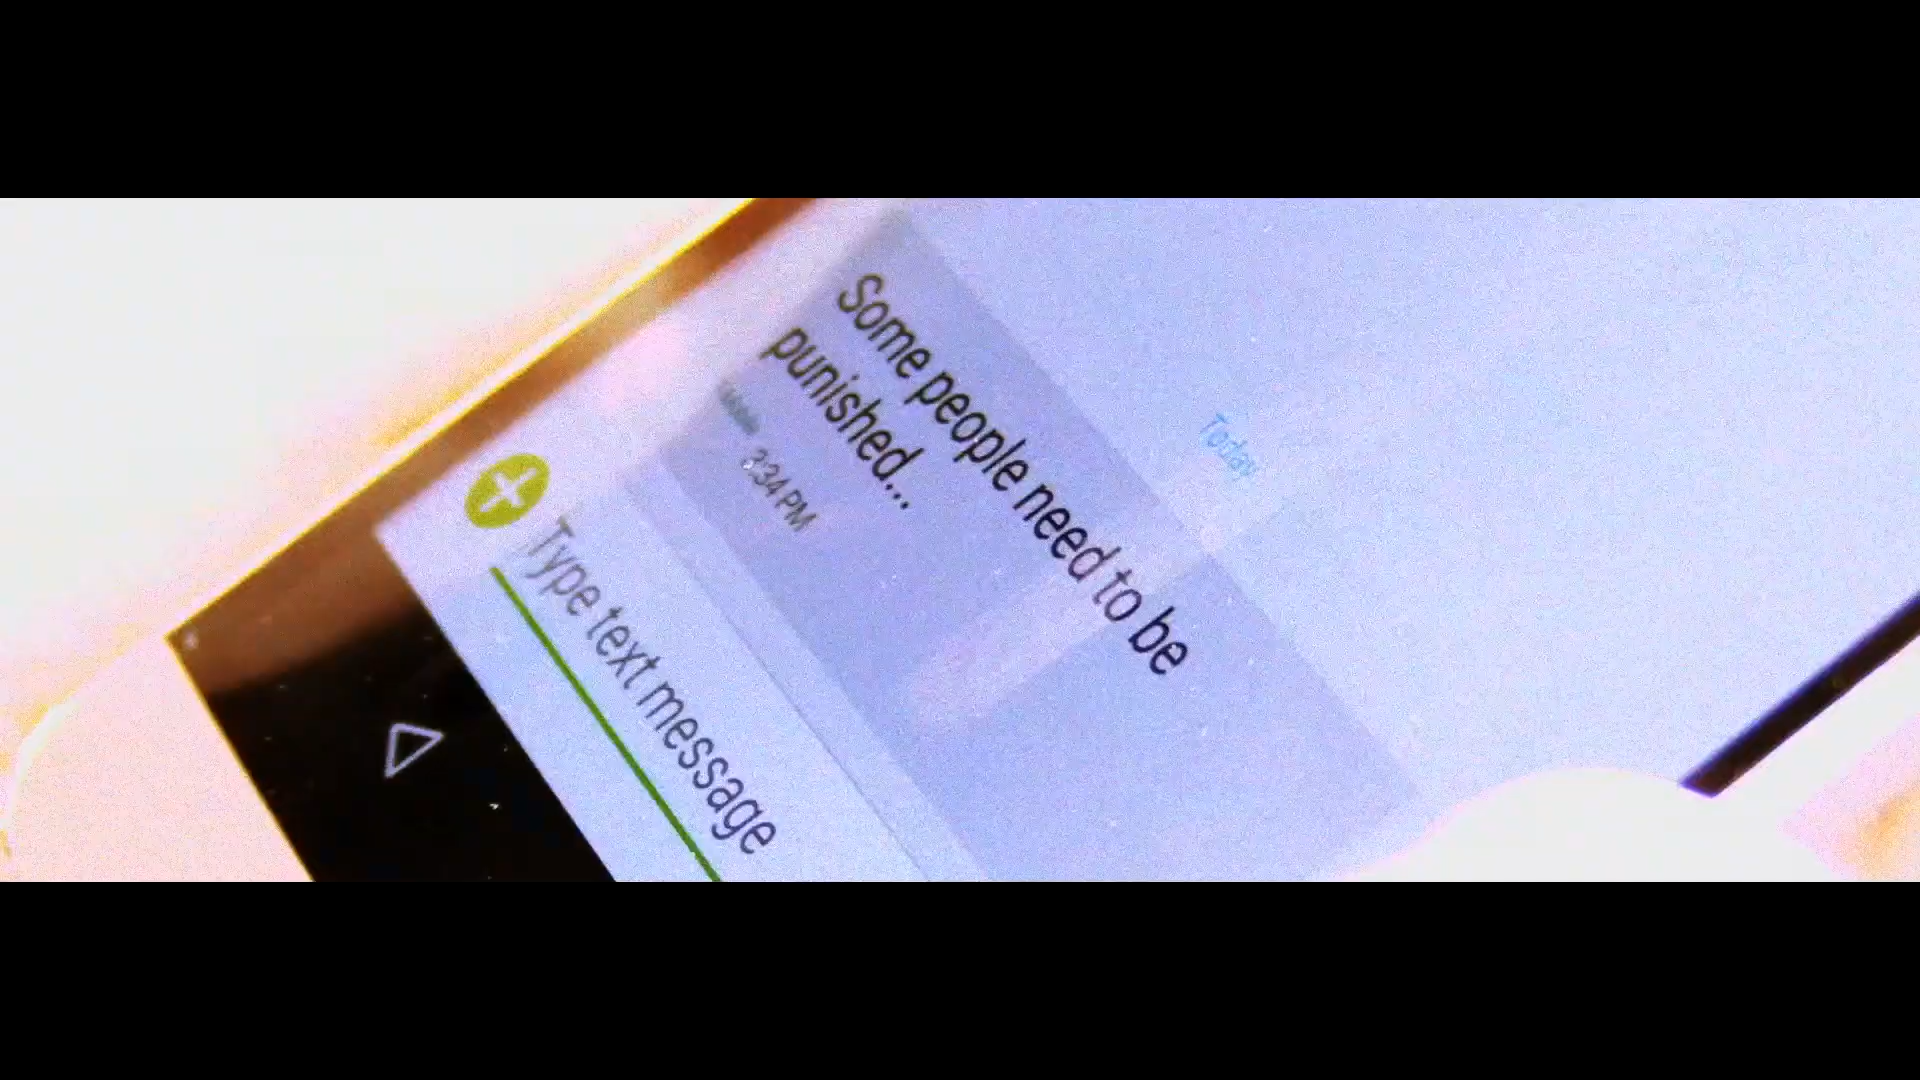 Today
Some people need to be
punished...
3:34 PM
Type text message